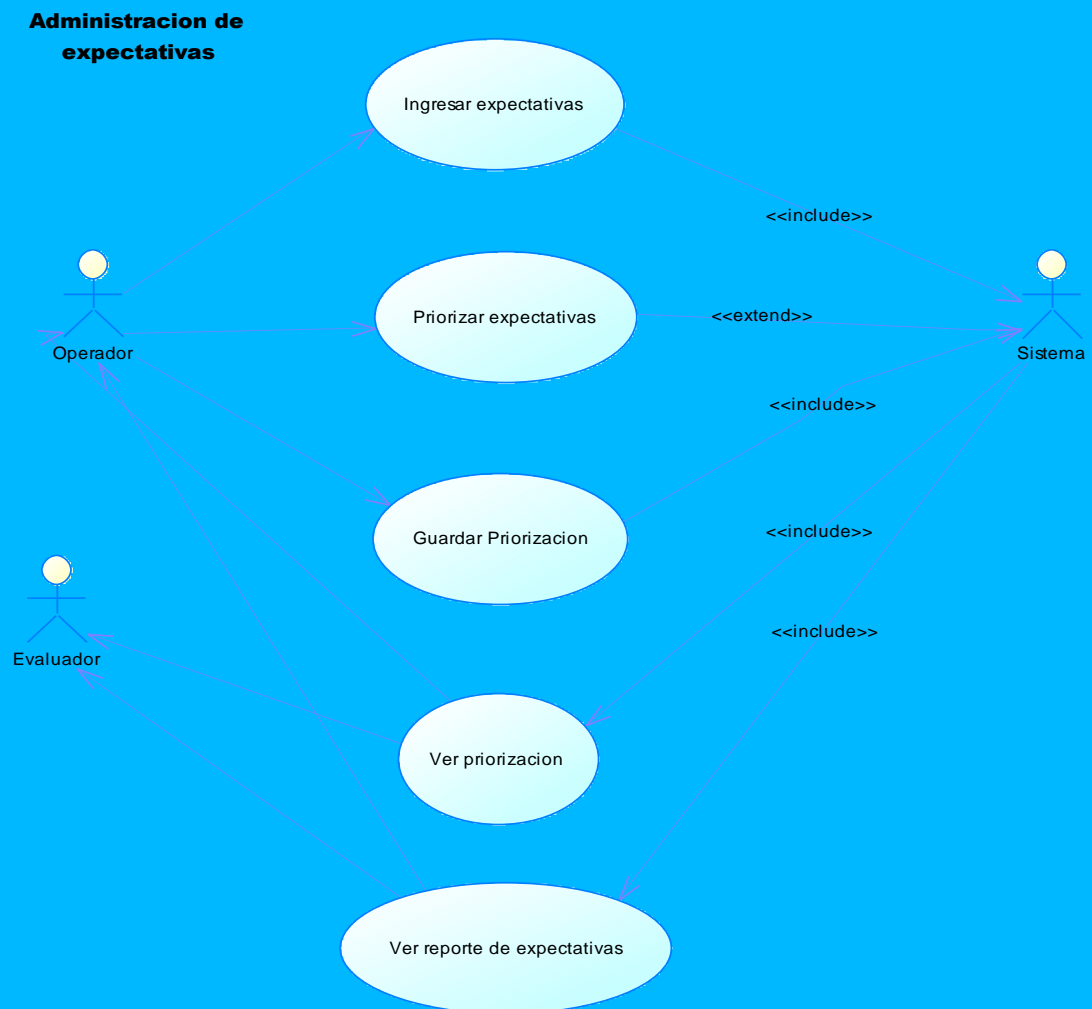 Administracion de
expectativas
Ingresar expectativas
<<include>>
Priorizar expectativas
<<extend>>
Operador
Sistema
<<include>>
Guardar Priorizacion
<<include>>
Evaluador
<<include>>
Ver priorizacion
Ver reporte de expectativas